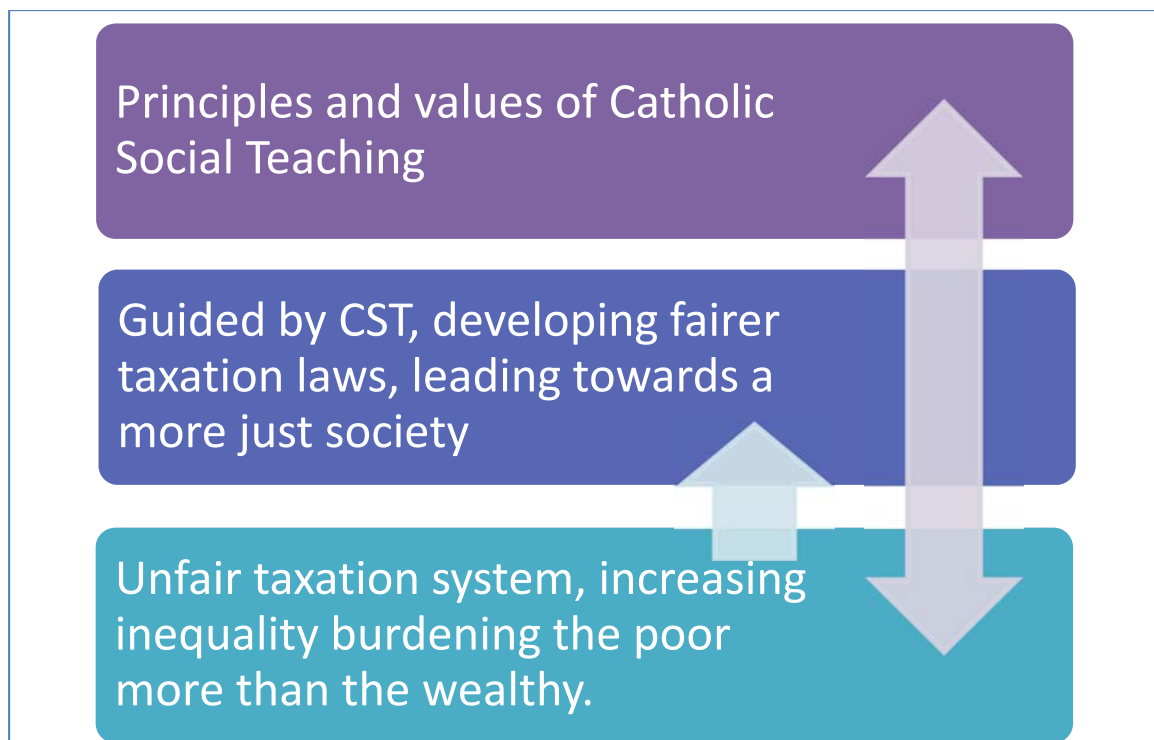 Principles and values of Catholic
Social Teaching
Guided by CST, developing fairer
taxation laws, leading towards a
more just society
Unfair taxation system, increasing
inequality burdening the poor
more than the wealthy.